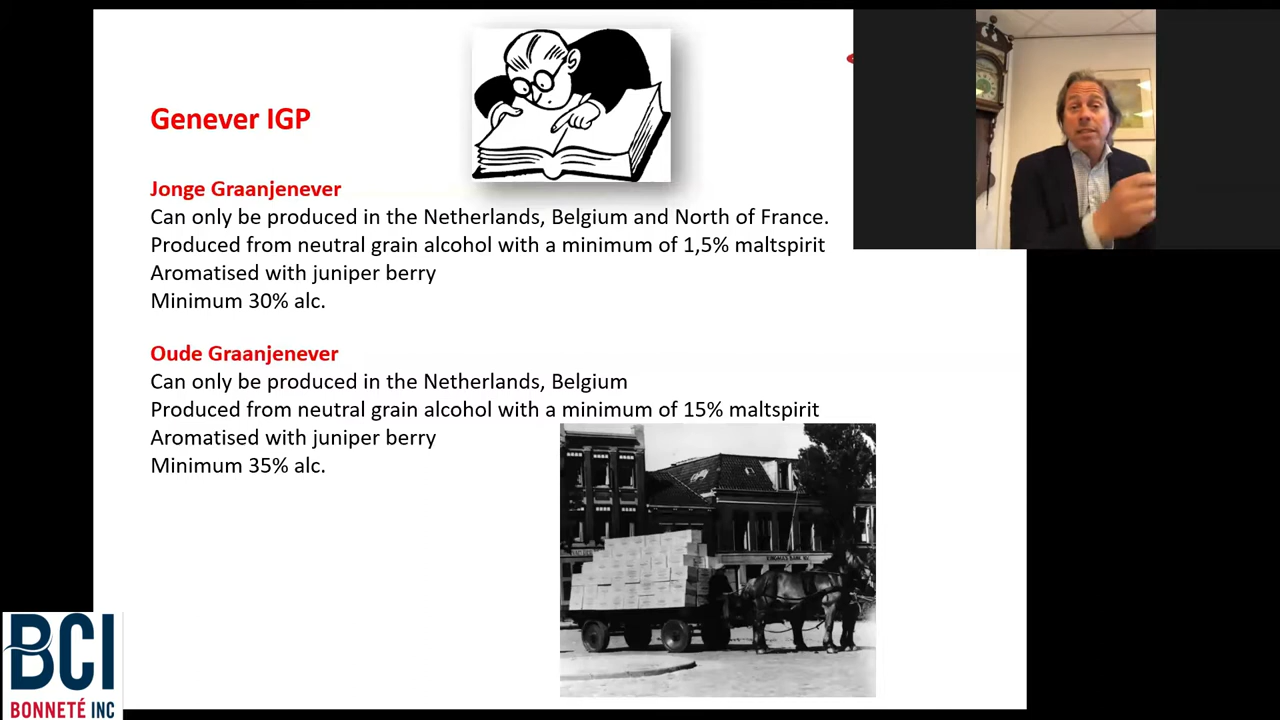 Genever IGP
Jonge Graanjenever
Can only be produced in the Netherlands, Belgium and North of France.
Produced from neutral grain alcohol with a minimum of 1,5% maltspirit
Aromatised with juniper berry
Minimum 30% alc.
Oude Graanjenever
Can only be produced in the Netherlands, Belgium
Produced from neutral grain alcohol with a minimum of 15% maltspirit
Aromatised with juniper berry
Minimum 35% alc.
BCI
BONNETÉ INC